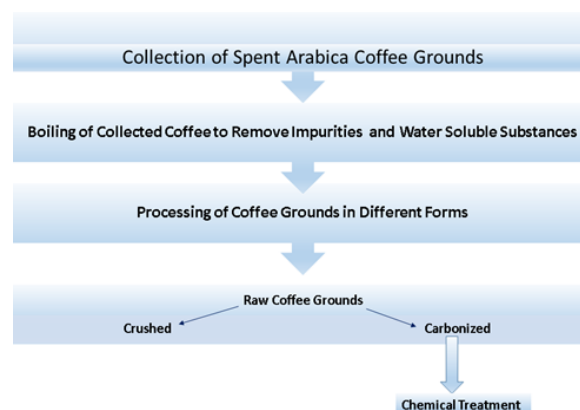 Collection of Spent Arabica Coffee Grounds
Boiling of Collected Coffee to Remove Impurities and Water Soluble Substances
Processing of Coffee Grounds in Different Forms
Raw Coffee Grounds
Crushed Carbonized
Chemical Treatment